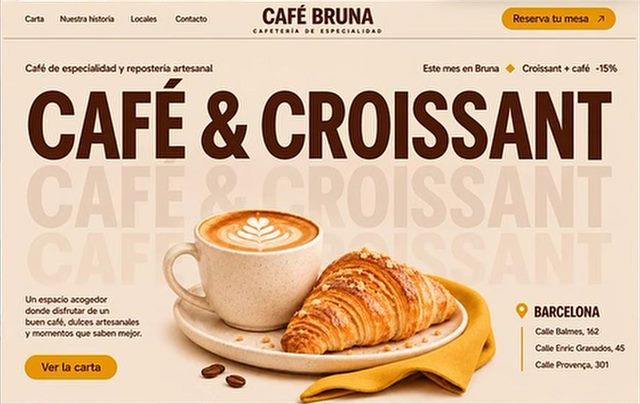 Carta
Nuestra historia
Locales
Contacto
CAFÉ BRUNA
CAFETERÍA DE ESPECIALIDAD
Reserva tu mesa ↗
Café de especialidad y repostería artesanal
Este mes en Bruna ◆ Croissant + café -15%
CAFÉ & CROISSANT
CAFÉ & CROISSANT
CAFÉ & CROISSANT
Un espacio acogedor
donde disfrutar de un
buen café, dulces artesanales
y momentos que saben mejor.
Ver la carta
BARCELONA
Calle Balmes, 162
Calle Enric Granados, 45
Calle Provença, 301